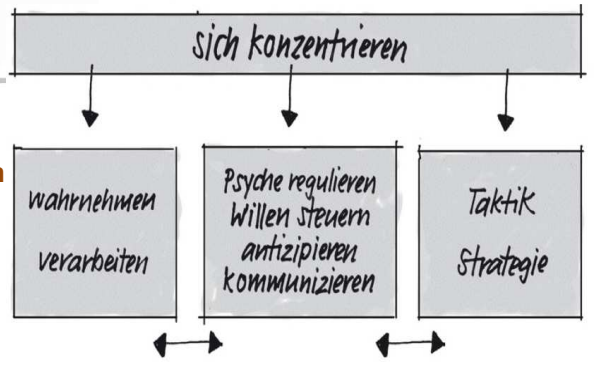 sich konzentrieren
wahrnehmen
verarbeiten
Psyche regulieren
Willen steuern
antizipieren
kommunizieren
Taktik
Strategie